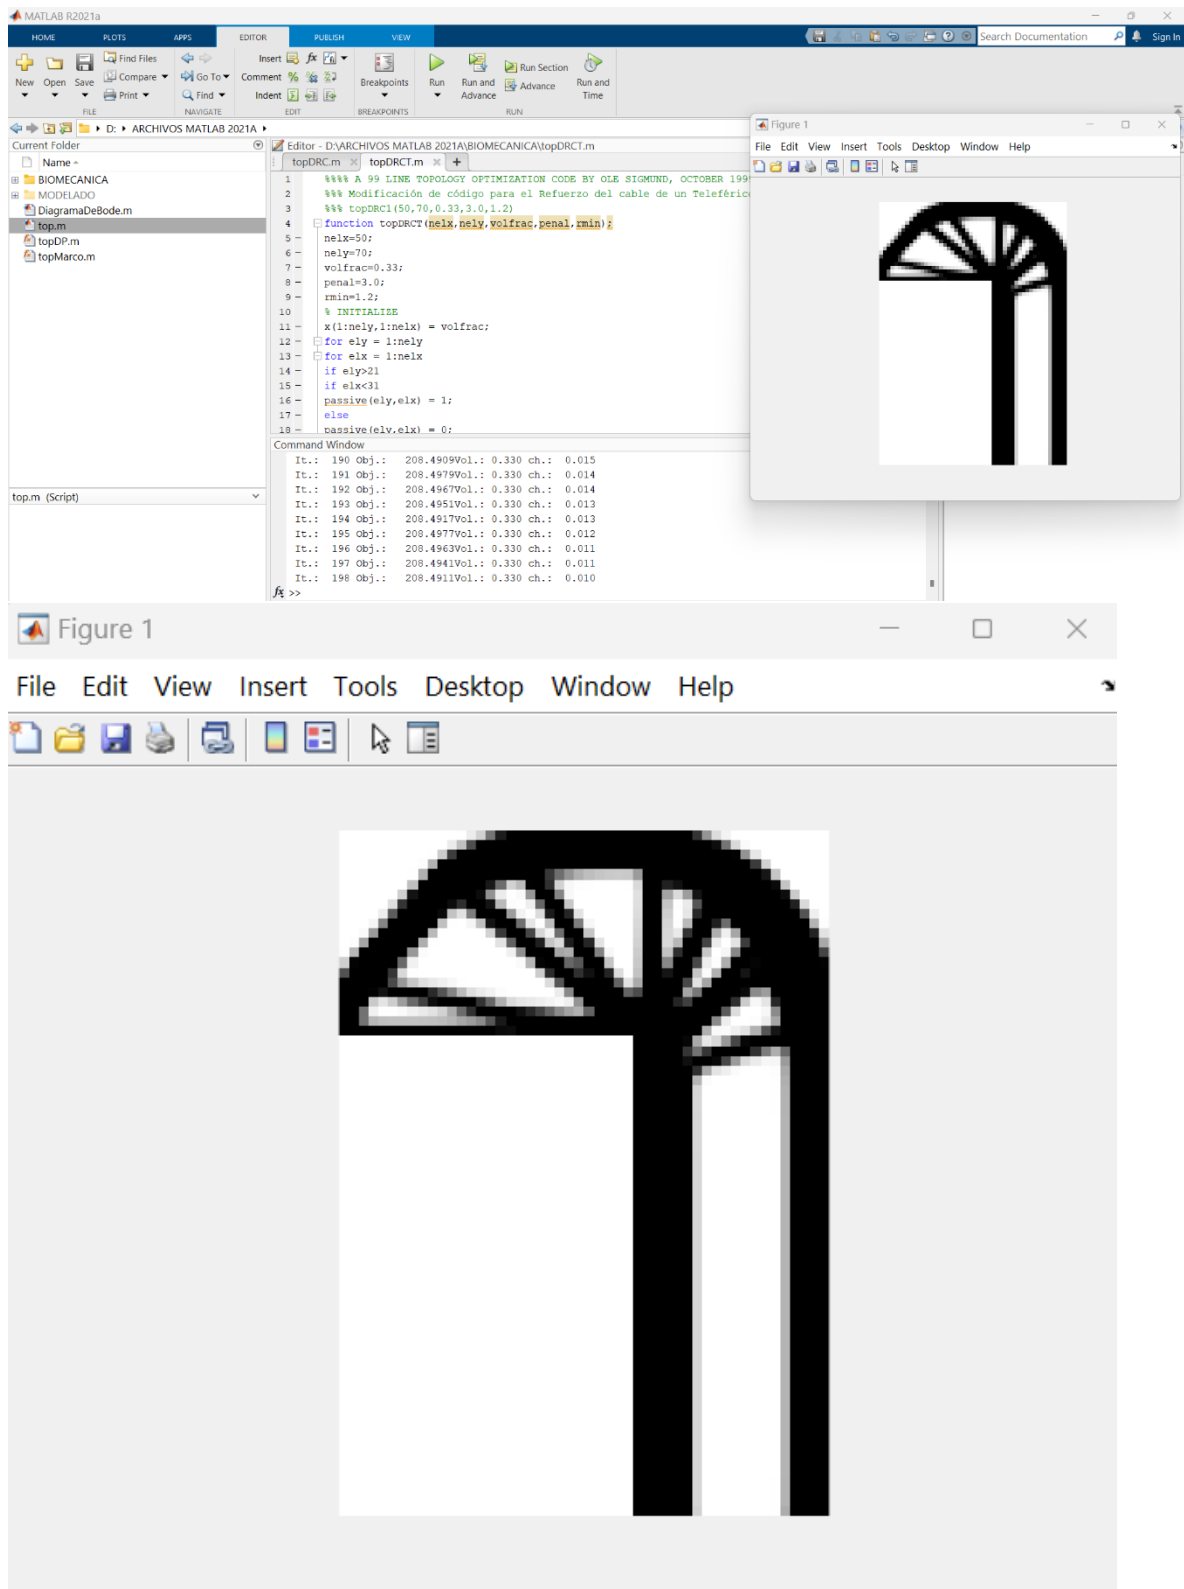 MATLAB R2021a
HOME PLOTS APPS EDITOR PUBLISH VIEW Search Documentation Sign In
New Open Save Find Files Compare Print Go To Find Insert fx Comment Indent Breakpoints Run Run and Advance Run Section Advance Run and Time
FILE NAVIGATE EDIT BREAKPOINTS RUN
D: ARCHIVOS MATLAB 2021A
Current Folder
Name
BIOMECANICA
MODELADO
DiagramaDeBode.m
top.m
topDP.m
topMarco.m
top.m (Script)
Editor - D:\ARCHIVOS MATLAB 2021A\BIOMECANICA\topDRCT.m
topDRC.m topDRCT.m
1 %%%% A 99 LINE TOPOLOGY OPTIMIZATION CODE BY OLE SIGMUND, OCTOBER 199
2 %%% Modificación de código para el Refuerzo del cable de un Teleféric
3 %%% topDRC1(50,70,0.33,3.0,1.2)
4 function topDRCT(nelx,nely,volfrac,penal,rmin);
5 nelx=50;
6 nely=70;
7 volfrac=0.33;
8 penal=3.0;
9 rmin=1.2;
10 % INITIALIZE
11 x(1:nely,1:nelx) = volfrac;
12 for ely = 1:nely
13 for elx = 1:nelx
14 if ely>21
15 if elx<31
16 passive(ely,elx) = 1;
17 else
18 passive(ely,elx) = 0;
Command Window
It.: 190 Obj.: 208.4909Vol.: 0.330 ch.: 0.015
It.: 191 Obj.: 208.4979Vol.: 0.330 ch.: 0.014
It.: 192 Obj.: 208.4967Vol.: 0.330 ch.: 0.014
It.: 193 Obj.: 208.4951Vol.: 0.330 ch.: 0.013
It.: 194 Obj.: 208.4917Vol.: 0.330 ch.: 0.013
It.: 195 Obj.: 208.4977Vol.: 0.330 ch.: 0.012
It.: 196 Obj.: 208.4963Vol.: 0.330 ch.: 0.011
It.: 197 Obj.: 208.4941Vol.: 0.330 ch.: 0.011
It.: 198 Obj.: 208.4911Vol.: 0.330 ch.: 0.010
fx >>
Figure 1
File Edit View Insert Tools Desktop Window Help
Figure 1
File Edit View Insert Tools Desktop Window Help